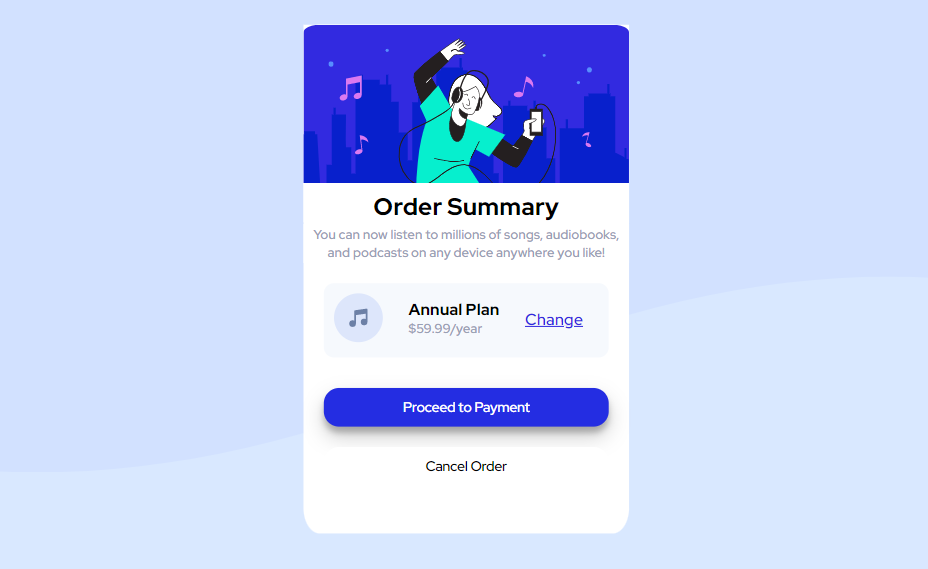 Order Summary
You can now listen to millions of songs, audiobooks,
and podcasts on any device anywhere you like!
Annual Plan
$59.99/year
Change
Proceed to Payment
Cancel Order